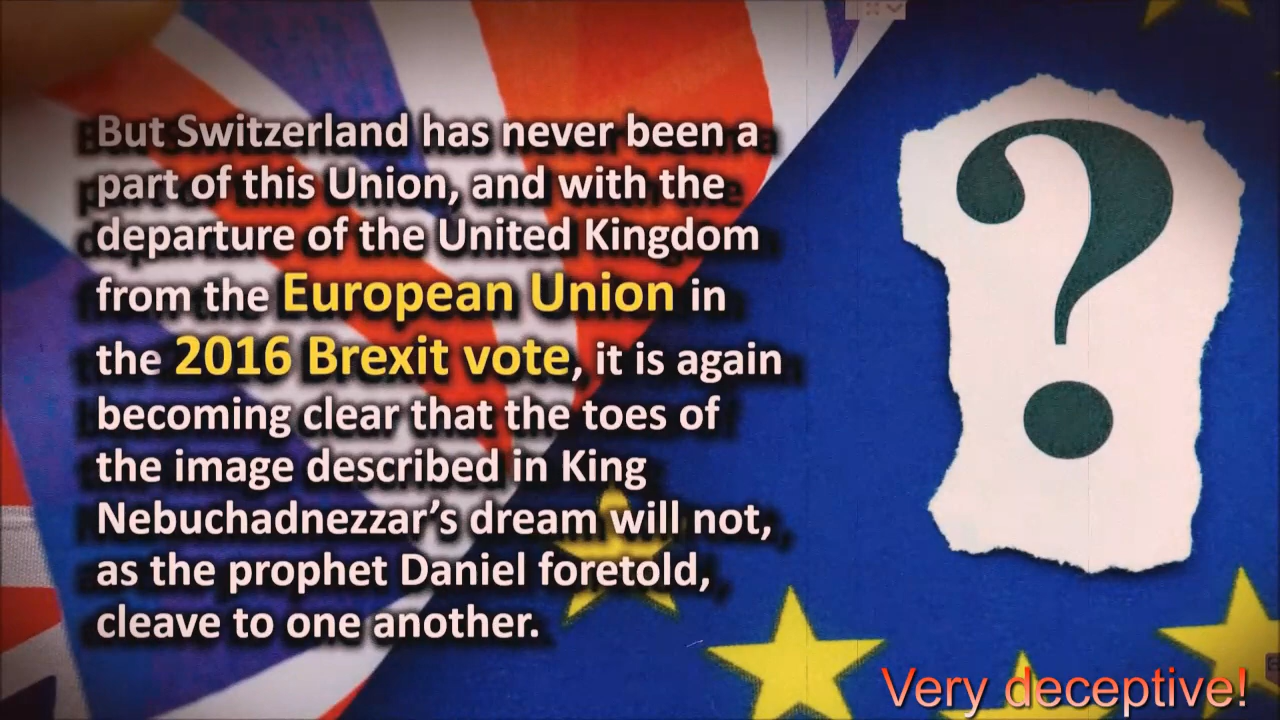 But Switzerland has never been a
part of this Union, and with the
departure of the United Kingdom
from the European Union in
the 2016 Brexit vote, it is again
becoming clear that the toes of
the image described in King
Nebuchadnezzar’s dream will not,
as the prophet Daniel foretold,
cleave to one another.
?
Very deceptive!